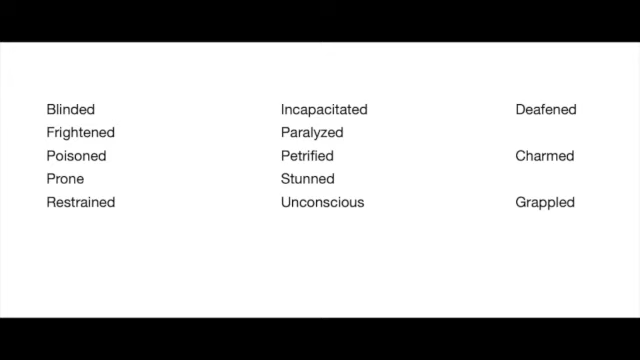 Blinded Incapacitated Deafened
Frightened Paralyzed
Poisoned Petrified Charmed
Prone Stunned
Restrained Unconscious Grappled